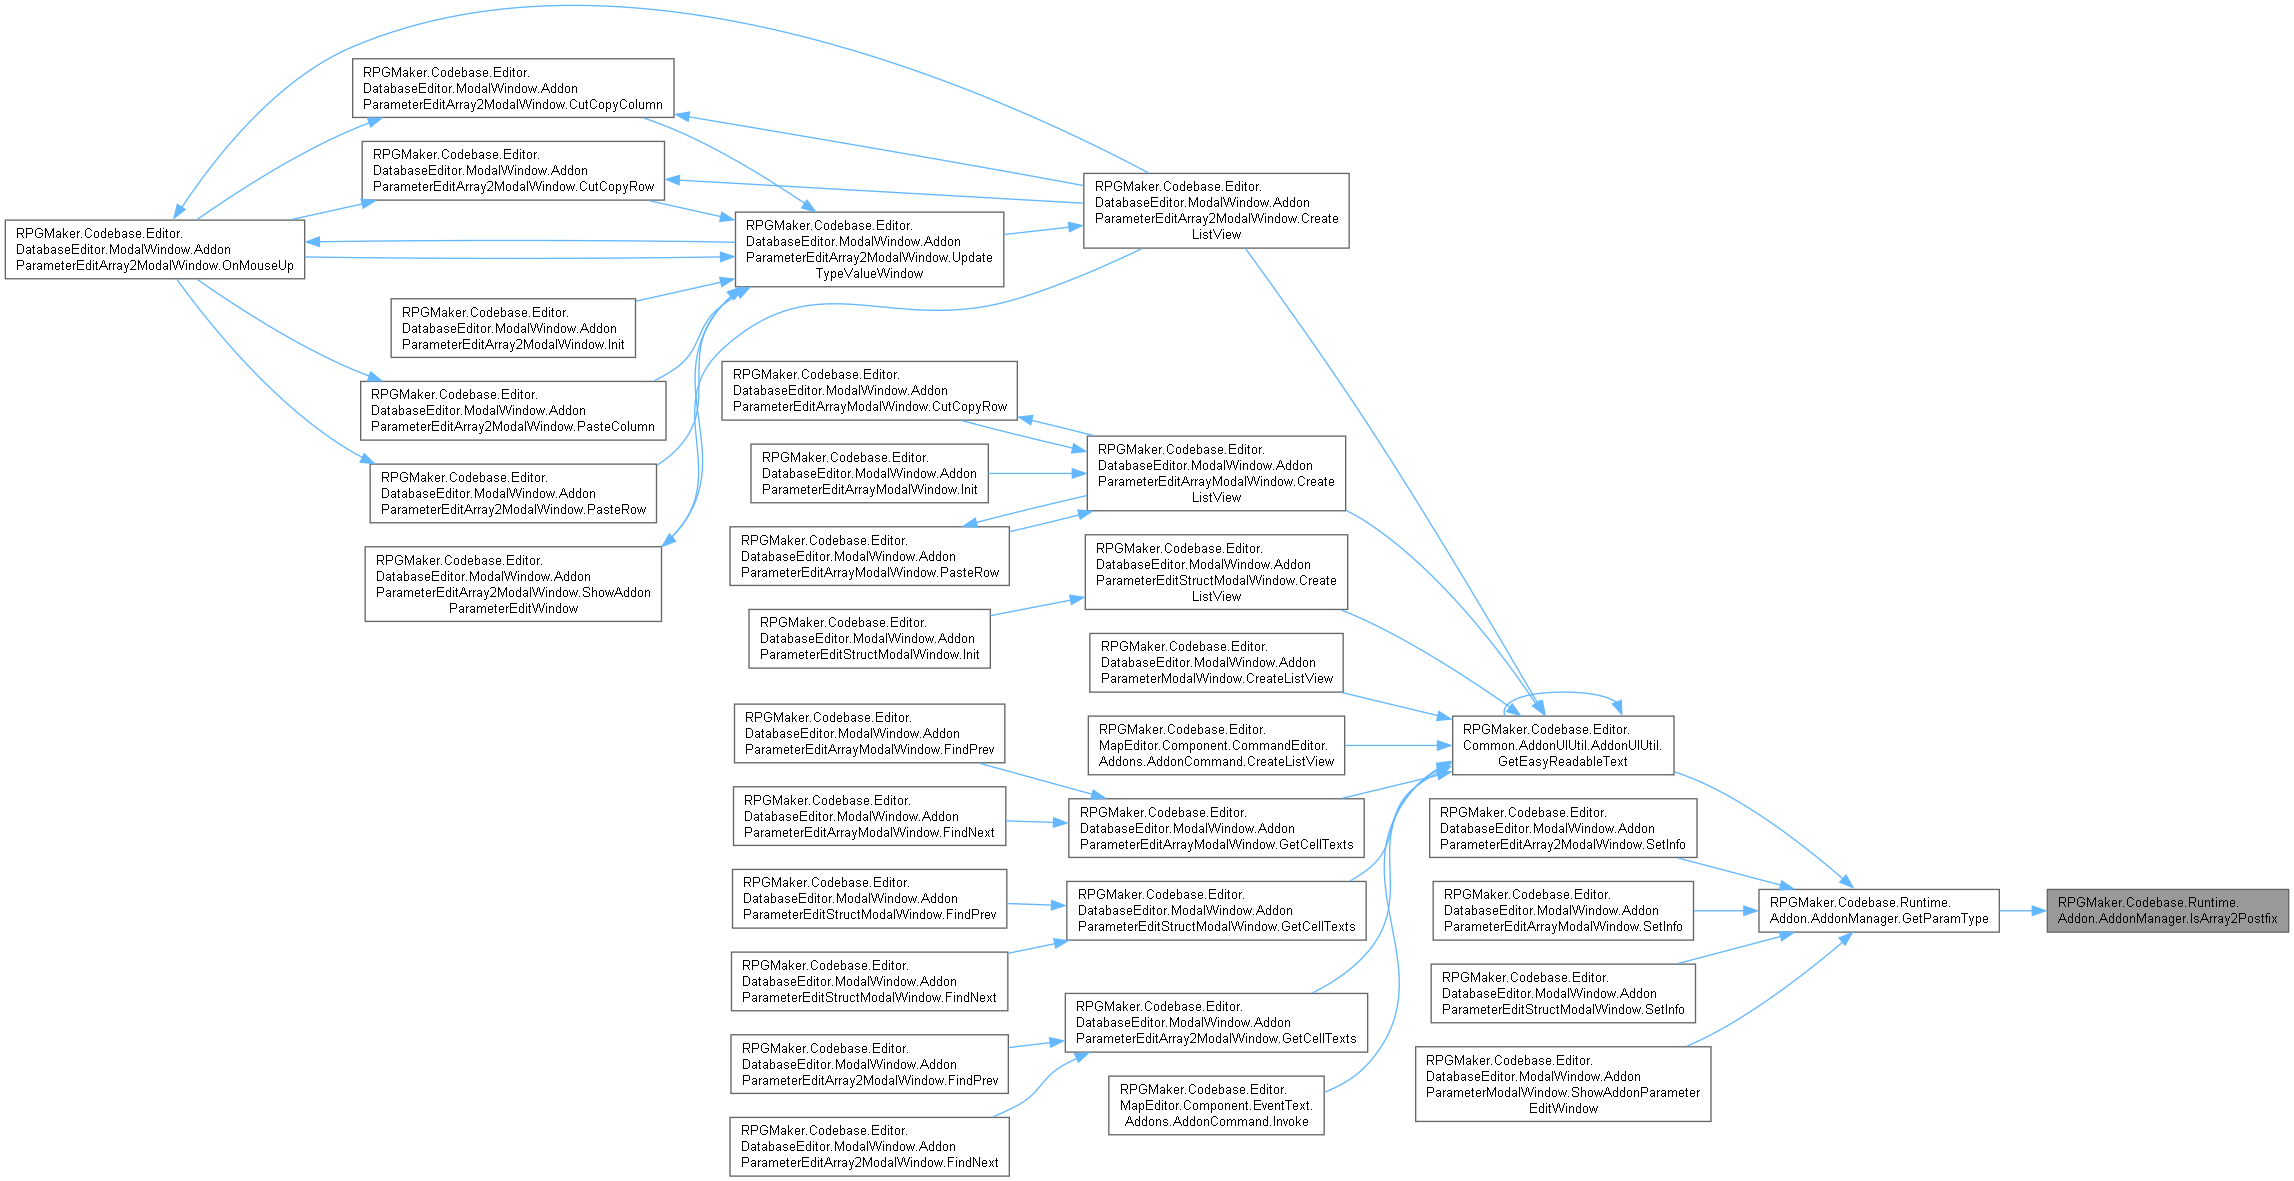 RPGMaker.Codebase.Editor.
DatabaseEditor.ModalWindow.Addon
ParameterEditArray2ModalWindow.OnMouseUp
RPGMaker.Codebase.Editor.
DatabaseEditor.ModalWindow.Addon
ParameterEditArray2ModalWindow.CutCopyColumn
RPGMaker.Codebase.Editor.
DatabaseEditor.ModalWindow.Addon
ParameterEditArray2ModalWindow.CutCopyRow
RPGMaker.Codebase.Editor.
DatabaseEditor.ModalWindow.Addon
ParameterEditArray2ModalWindow.Init
RPGMaker.Codebase.Editor.
DatabaseEditor.ModalWindow.Addon
ParameterEditArray2ModalWindow.PasteColumn
RPGMaker.Codebase.Editor.
DatabaseEditor.ModalWindow.Addon
ParameterEditArray2ModalWindow.PasteRow
RPGMaker.Codebase.Editor.
DatabaseEditor.ModalWindow.Addon
ParameterEditArray2ModalWindow.ShowAddon
ParameterEditWindow
RPGMaker.Codebase.Editor.
DatabaseEditor.ModalWindow.Addon
ParameterEditArray2ModalWindow.Update
TypeValueWindow
RPGMaker.Codebase.Editor.
DatabaseEditor.ModalWindow.Addon
ParameterEditArrayModalWindow.CutCopyRow
RPGMaker.Codebase.Editor.
DatabaseEditor.ModalWindow.Addon
ParameterEditArrayModalWindow.Init
RPGMaker.Codebase.Editor.
DatabaseEditor.ModalWindow.Addon
ParameterEditArrayModalWindow.PasteRow
RPGMaker.Codebase.Editor.
DatabaseEditor.ModalWindow.Addon
ParameterEditStructModalWindow.Init
RPGMaker.Codebase.Editor.
DatabaseEditor.ModalWindow.Addon
ParameterEditArrayModalWindow.FindPrev
RPGMaker.Codebase.Editor.
DatabaseEditor.ModalWindow.Addon
ParameterEditArrayModalWindow.FindNext
RPGMaker.Codebase.Editor.
DatabaseEditor.ModalWindow.Addon
ParameterEditStructModalWindow.FindPrev
RPGMaker.Codebase.Editor.
DatabaseEditor.ModalWindow.Addon
ParameterEditStructModalWindow.FindNext
RPGMaker.Codebase.Editor.
DatabaseEditor.ModalWindow.Addon
ParameterEditArray2ModalWindow.FindPrev
RPGMaker.Codebase.Editor.
DatabaseEditor.ModalWindow.Addon
ParameterEditArray2ModalWindow.FindNext
RPGMaker.Codebase.Editor.
DatabaseEditor.ModalWindow.Addon
ParameterEditArray2ModalWindow.Create
ListView
RPGMaker.Codebase.Editor.
DatabaseEditor.ModalWindow.Addon
ParameterEditArrayModalWindow.Create
ListView
RPGMaker.Codebase.Editor.
DatabaseEditor.ModalWindow.Addon
ParameterEditStructModalWindow.Create
ListView
RPGMaker.Codebase.Editor.
DatabaseEditor.ModalWindow.Addon
ParameterModalWindow.CreateListView
RPGMaker.Codebase.Editor.
MapEditor.Component.CommandEditor.
Addons.AddonCommand.CreateListView
RPGMaker.Codebase.Editor.
DatabaseEditor.ModalWindow.Addon
ParameterEditArrayModalWindow.GetCellTexts
RPGMaker.Codebase.Editor.
DatabaseEditor.ModalWindow.Addon
ParameterEditStructModalWindow.GetCellTexts
RPGMaker.Codebase.Editor.
DatabaseEditor.ModalWindow.Addon
ParameterEditArray2ModalWindow.GetCellTexts
RPGMaker.Codebase.Editor.
MapEditor.Component.EventText.
Addons.AddonCommand.Invoke
RPGMaker.Codebase.Editor.
Common.AddonUIUtil.AddonUIUtil.
GetEasyReadableText
RPGMaker.Codebase.Editor.
DatabaseEditor.ModalWindow.Addon
ParameterEditArray2ModalWindow.SetInfo
RPGMaker.Codebase.Editor.
DatabaseEditor.ModalWindow.Addon
ParameterEditArrayModalWindow.SetInfo
RPGMaker.Codebase.Editor.
DatabaseEditor.ModalWindow.Addon
ParameterEditStructModalWindow.SetInfo
RPGMaker.Codebase.Editor.
DatabaseEditor.ModalWindow.Addon
ParameterModalWindow.ShowAddonParameter
EditWindow
RPGMaker.Codebase.Runtime.
Addon.AddonManager.GetParamType
RPGMaker.Codebase.Runtime.
Addon.AddonManager.IsArray2Postfix